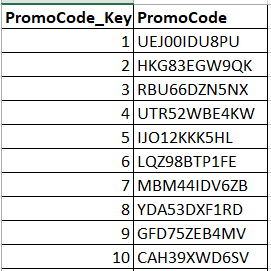 PromoCode_Key PromoCode
1 UEJ00IDU8PU
2 HKG83EGW9QK
3 RBU66DZN5NX
4 UTR52WBE4KW
5 IJO12KKK5HL
6 LQZ98BTP1FE
7 MBM44IDV6ZB
8 YDA53DXF1RD
9 GFD75ZEB4MV
10 CAH39XWD6SV